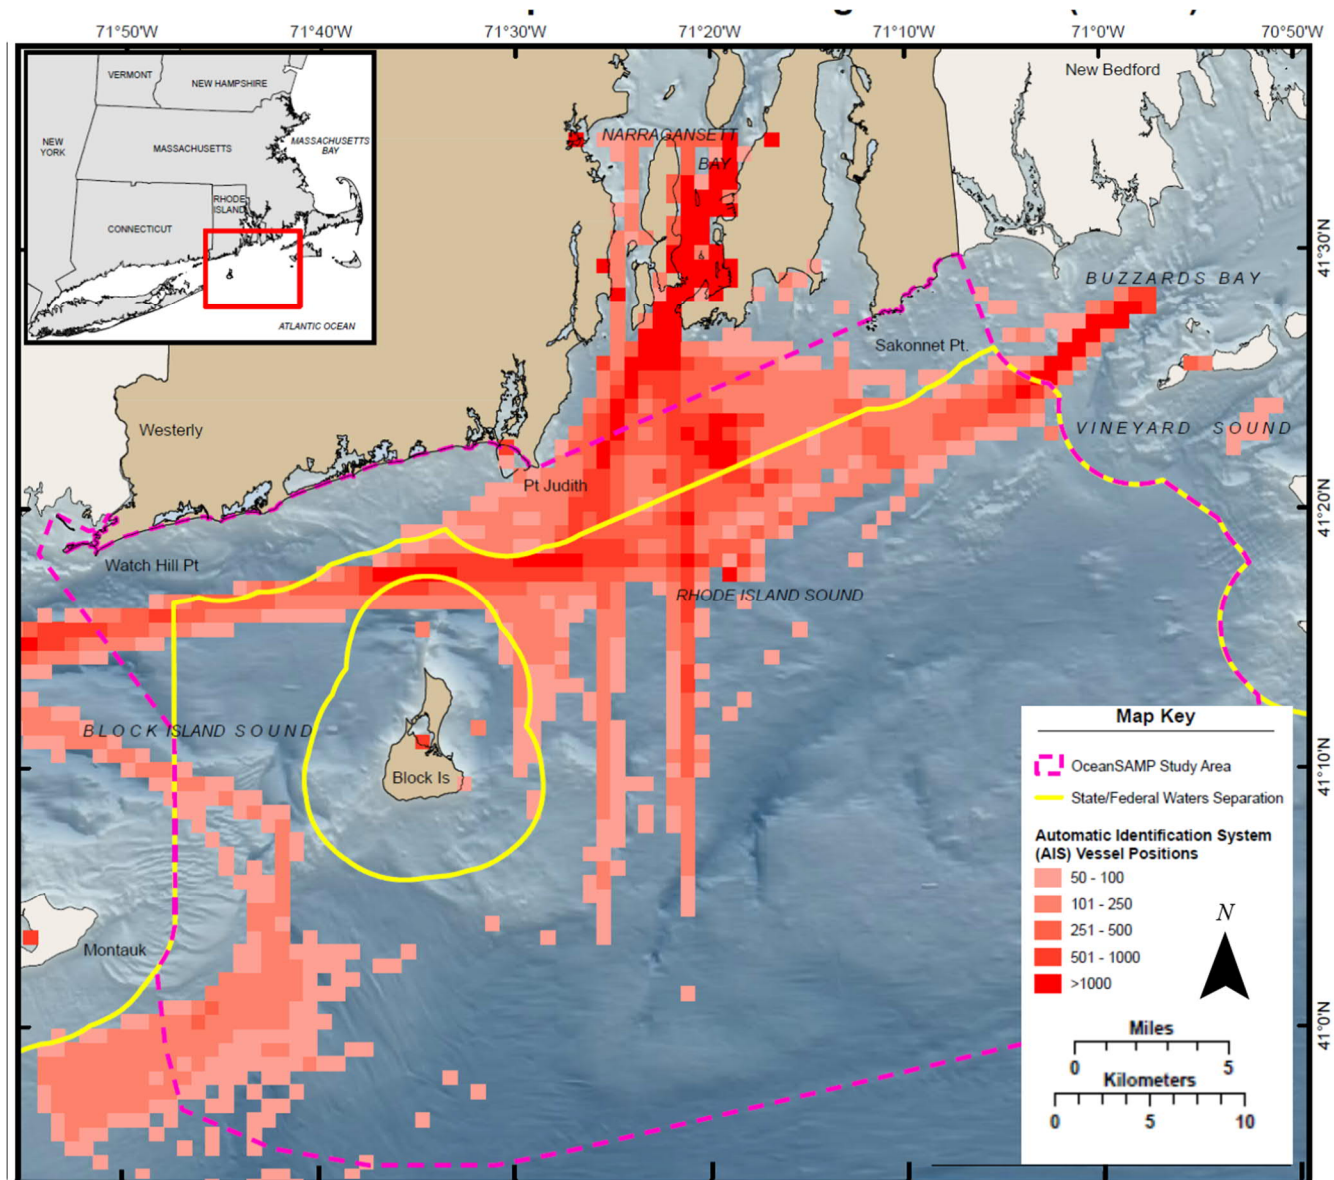 71°50'W 71°40'W 71°30'W 71°20'W 71°10'W 71°0'W 70°50'W
VERMONT
NEW HAMPSHIRE
NEW
YORK
MASSACHUSETTS
MASSACHUSETTS
BAY
RHODE
ISLAND
CONNECTICUT
ATLANTIC OCEAN
New Bedford
NARRAGANSETT
BAY
41°30'N
BUZZARDS BAY
Sakonnet Pt.
Westerly
VINEYARD SOUND
Pt Judith
41°20'N
Watch Hill Pt
RHODE ISLAND SOUND
BLOCK ISLAND SOUND
Block Is
41°10'N
Montauk
41°0'N
Map Key
OceanSAMP Study Area
State/Federal Waters Separation
Automatic Identification System
(AIS) Vessel Positions
50 - 100
101 - 250
251 - 500
501 - 1000
>1000
N
Miles
0 5
Kilometers
0 5 10